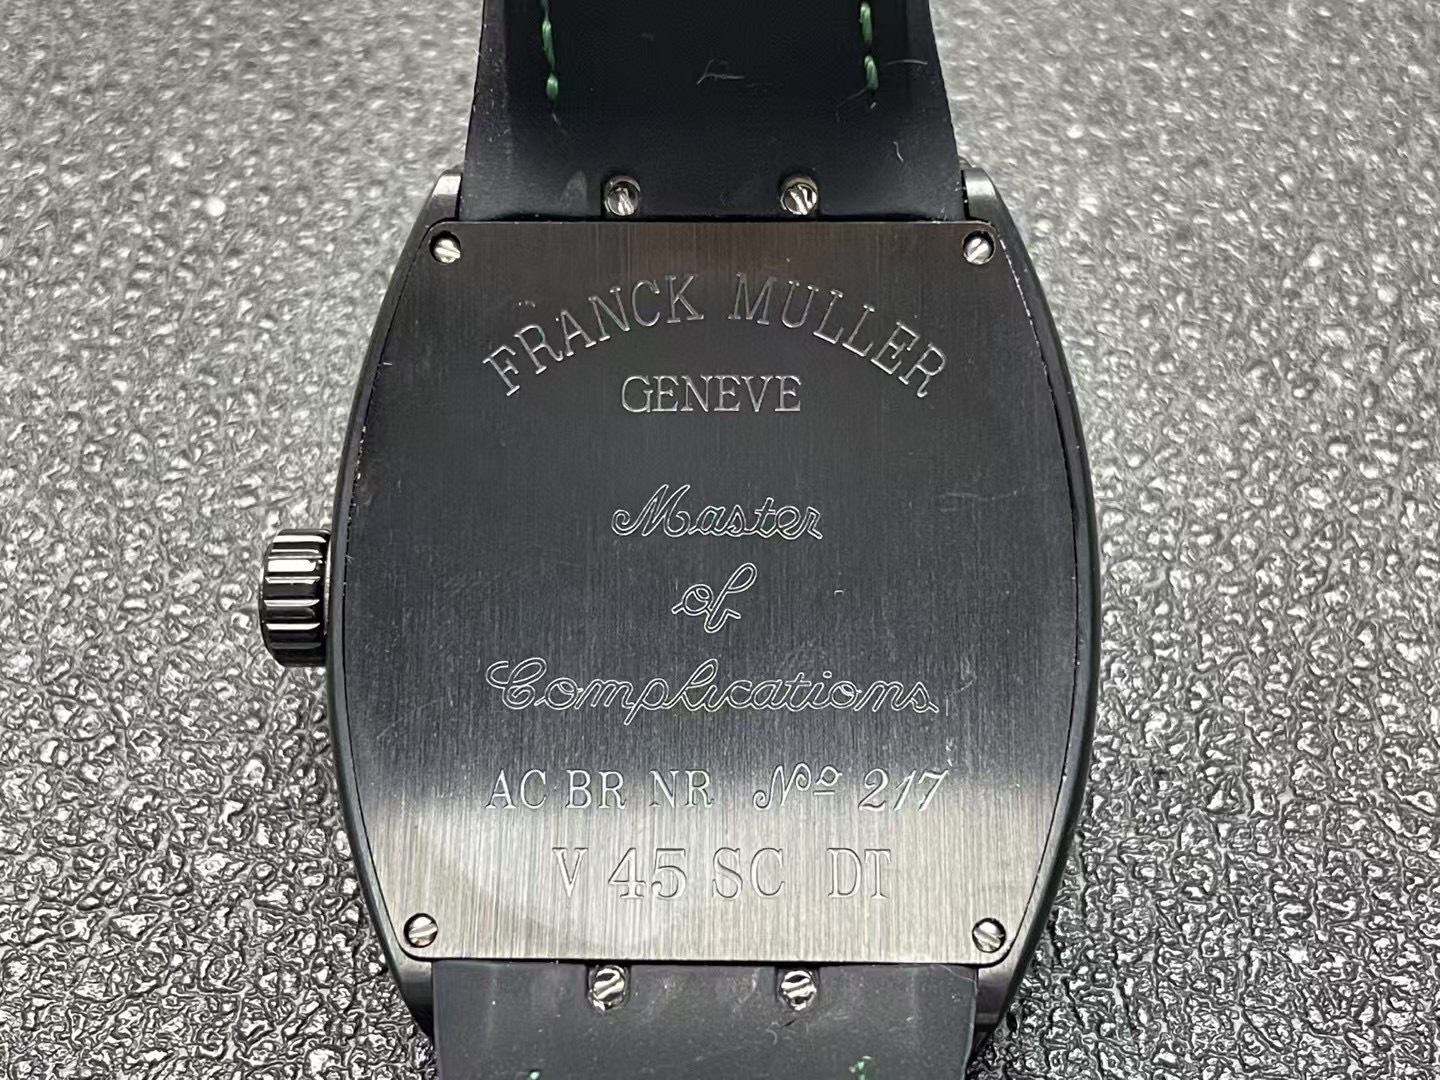 FRANCK MULLER
GENEVE
Master
of
Complications
AC BR NR Nº 217
V 45 SC DT